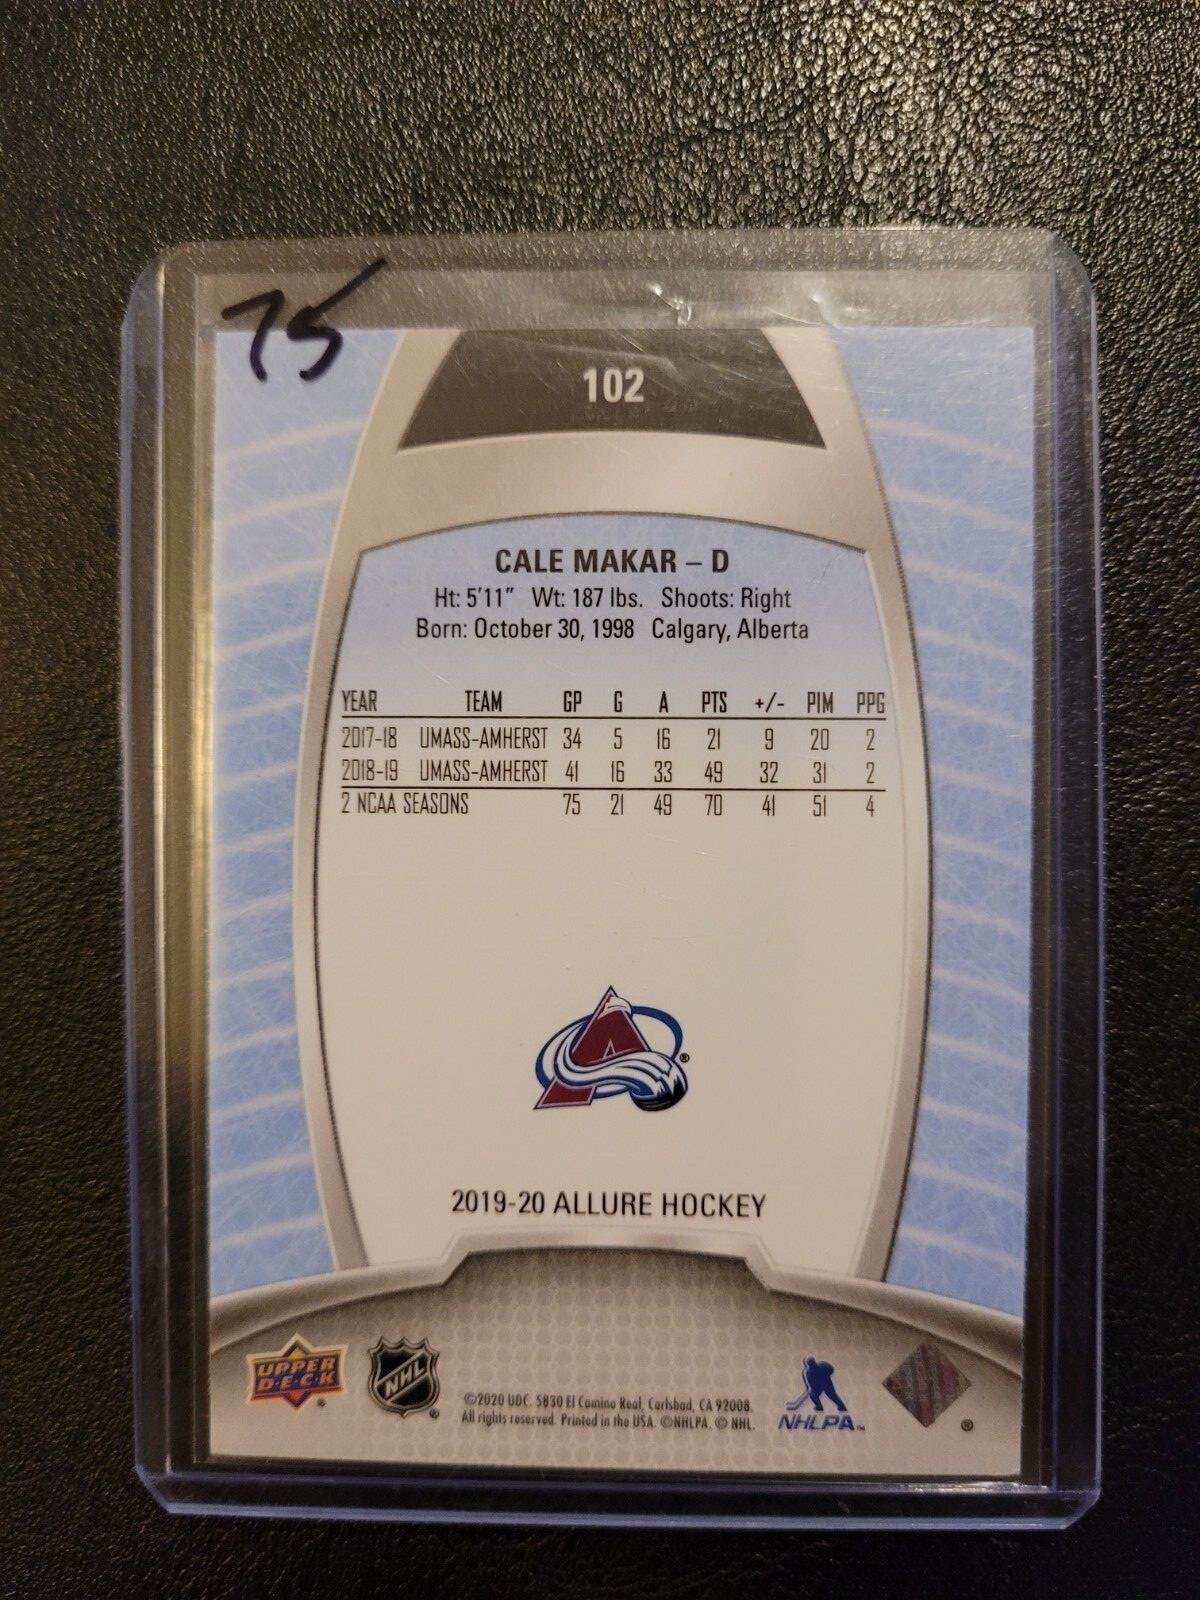 75
102
CALE MAKAR – D
Ht: 5'11" Wt: 187 lbs. Shoots: Right
Born: October 30, 1998 Calgary, Alberta
YEAR TEAM GP G A PTS +/- PIM PPG
2017-18 UMASS-AMHERST 34 5 16 21 9 20 2
2018-19 UMASS-AMHERST 41 16 33 49 32 31 2
2 NCAA SEASONS 75 21 49 70 41 51 4
A ®
2019-20 ALLURE HOCKEY
UPPER
D·E·C·K ®
NHL ®
©2020 UDC. 5830 El Camino Real, Carlsbad, CA 92008.
All rights reserved. Printed in the USA. ©NHLPA. © NHL.
NHLPA™
®